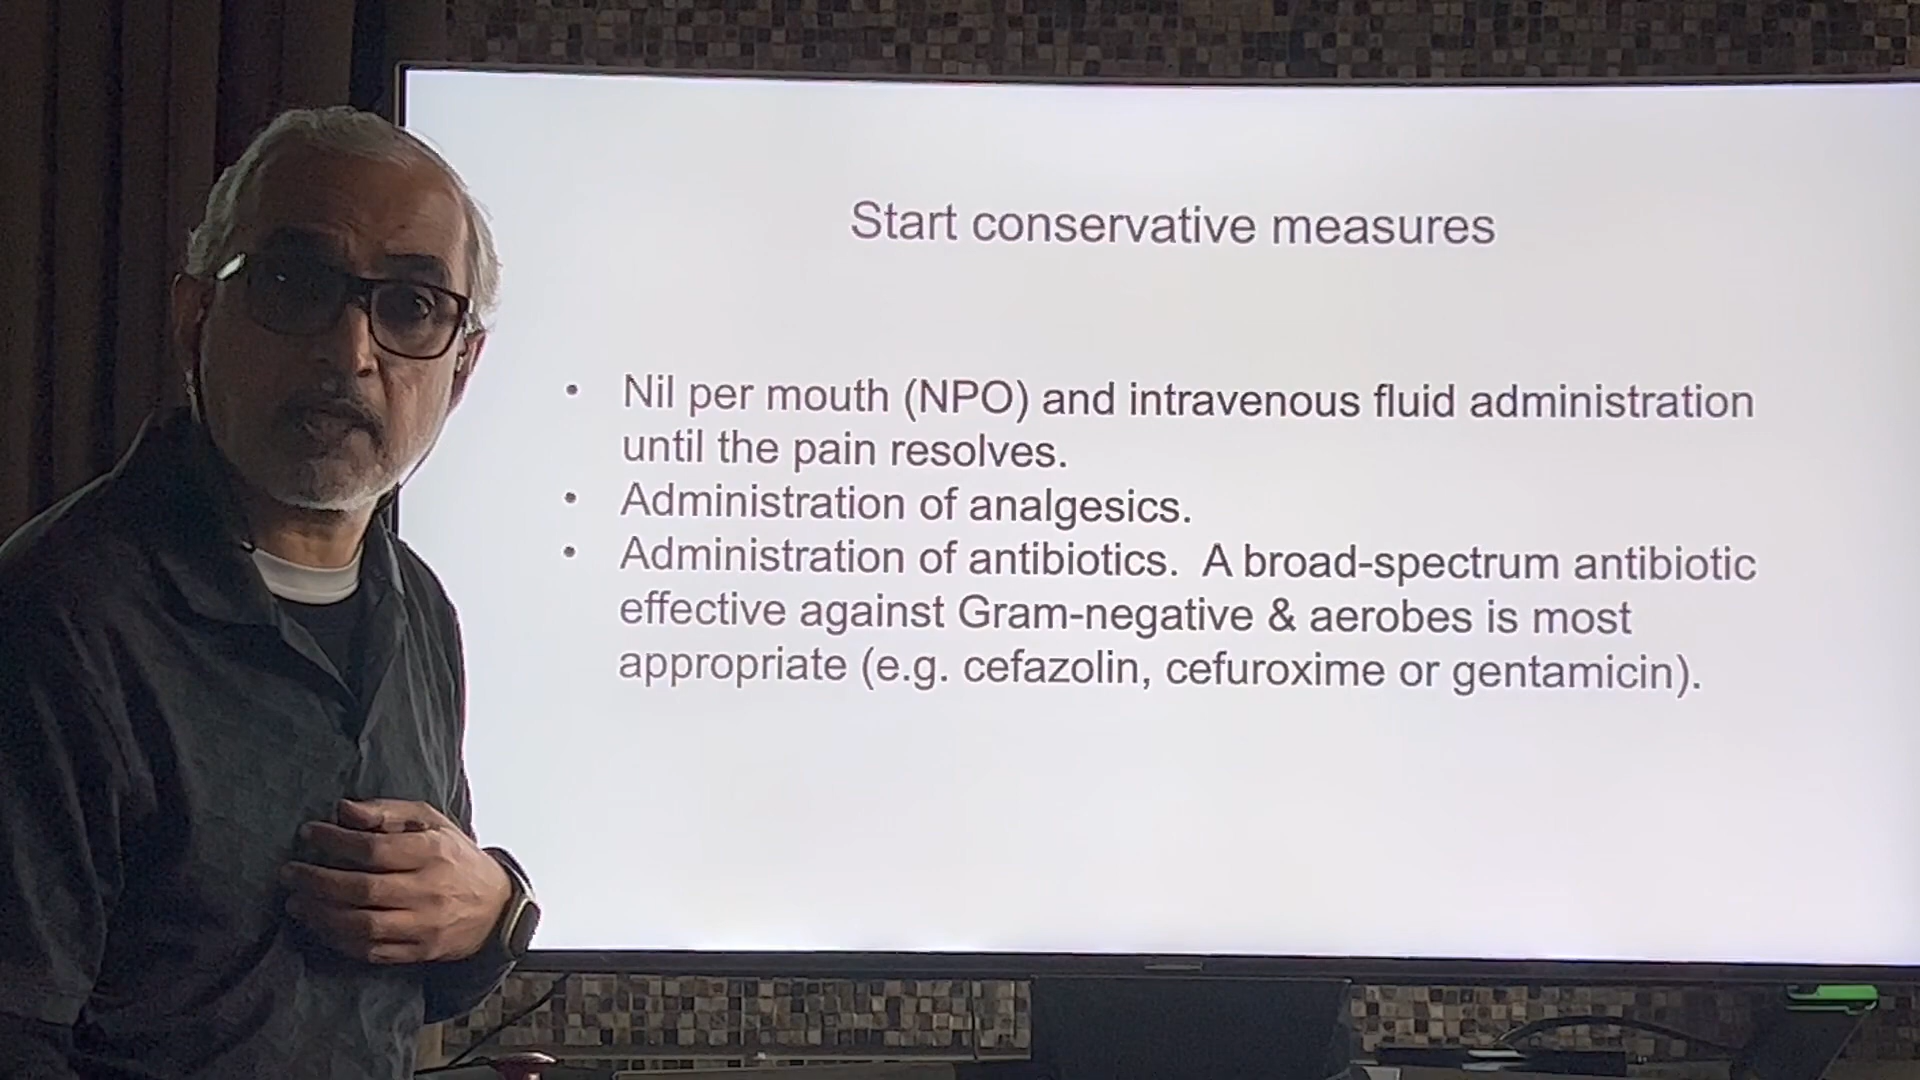 Start conservative measures
• Nil per mouth (NPO) and intravenous fluid administration
until the pain resolves.
• Administration of analgesics.
• Administration of antibiotics. A broad-spectrum antibiotic
effective against Gram-negative & aerobes is most
appropriate (e.g. cefazolin, cefuroxime or gentamicin).